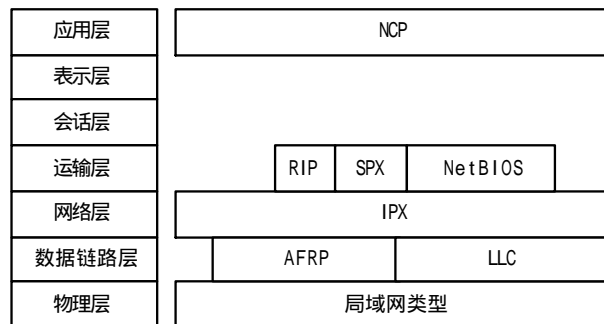 应用层 NCP
表示层
会话层
运输层 RIP SPX NetBIOS
网络层 IPX
数据链路层 AFRP LLC
物理层 局域网类型